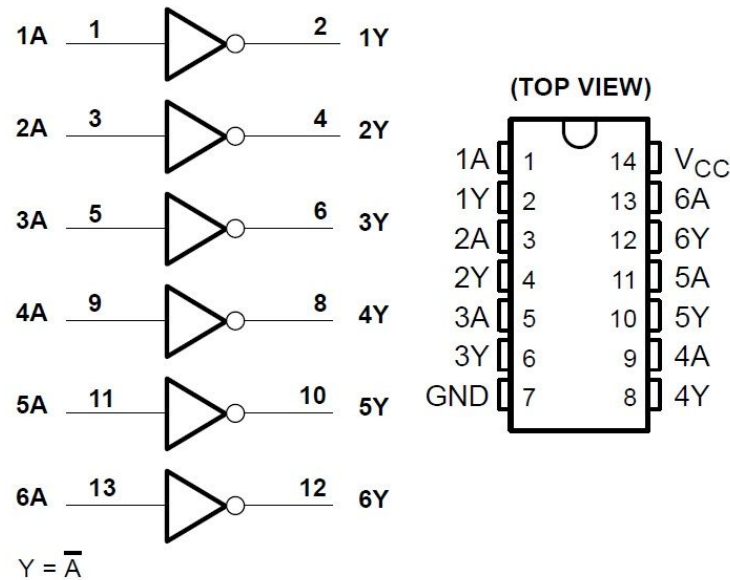 1A 1 2 1Y
2A 3 4 2Y
3A 5 6 3Y
4A 9 8 4Y
5A 11 10 5Y
6A 13 12 6Y
Y = A̅
(TOP VIEW)
1A 1 14 VCC
1Y 2 13 6A
2A 3 12 6Y
2Y 4 11 5A
3A 5 10 5Y
3Y 6 9 4A
GND 7 8 4Y